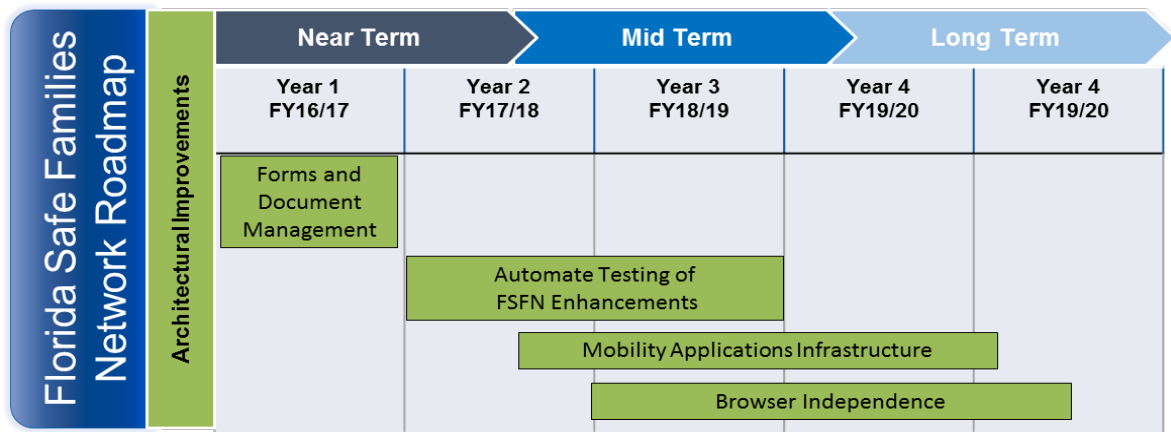 Florida Safe Families
Network Roadmap
Architectural Improvements
Near Term
Mid Term
Long Term
Year 1
FY16/17
Year 2
FY17/18
Year 3
FY18/19
Year 4
FY19/20
Year 4
FY19/20
Forms and
Document
Management
Automate Testing of
FSFN Enhancements
Mobility Applications Infrastructure
Browser Independence